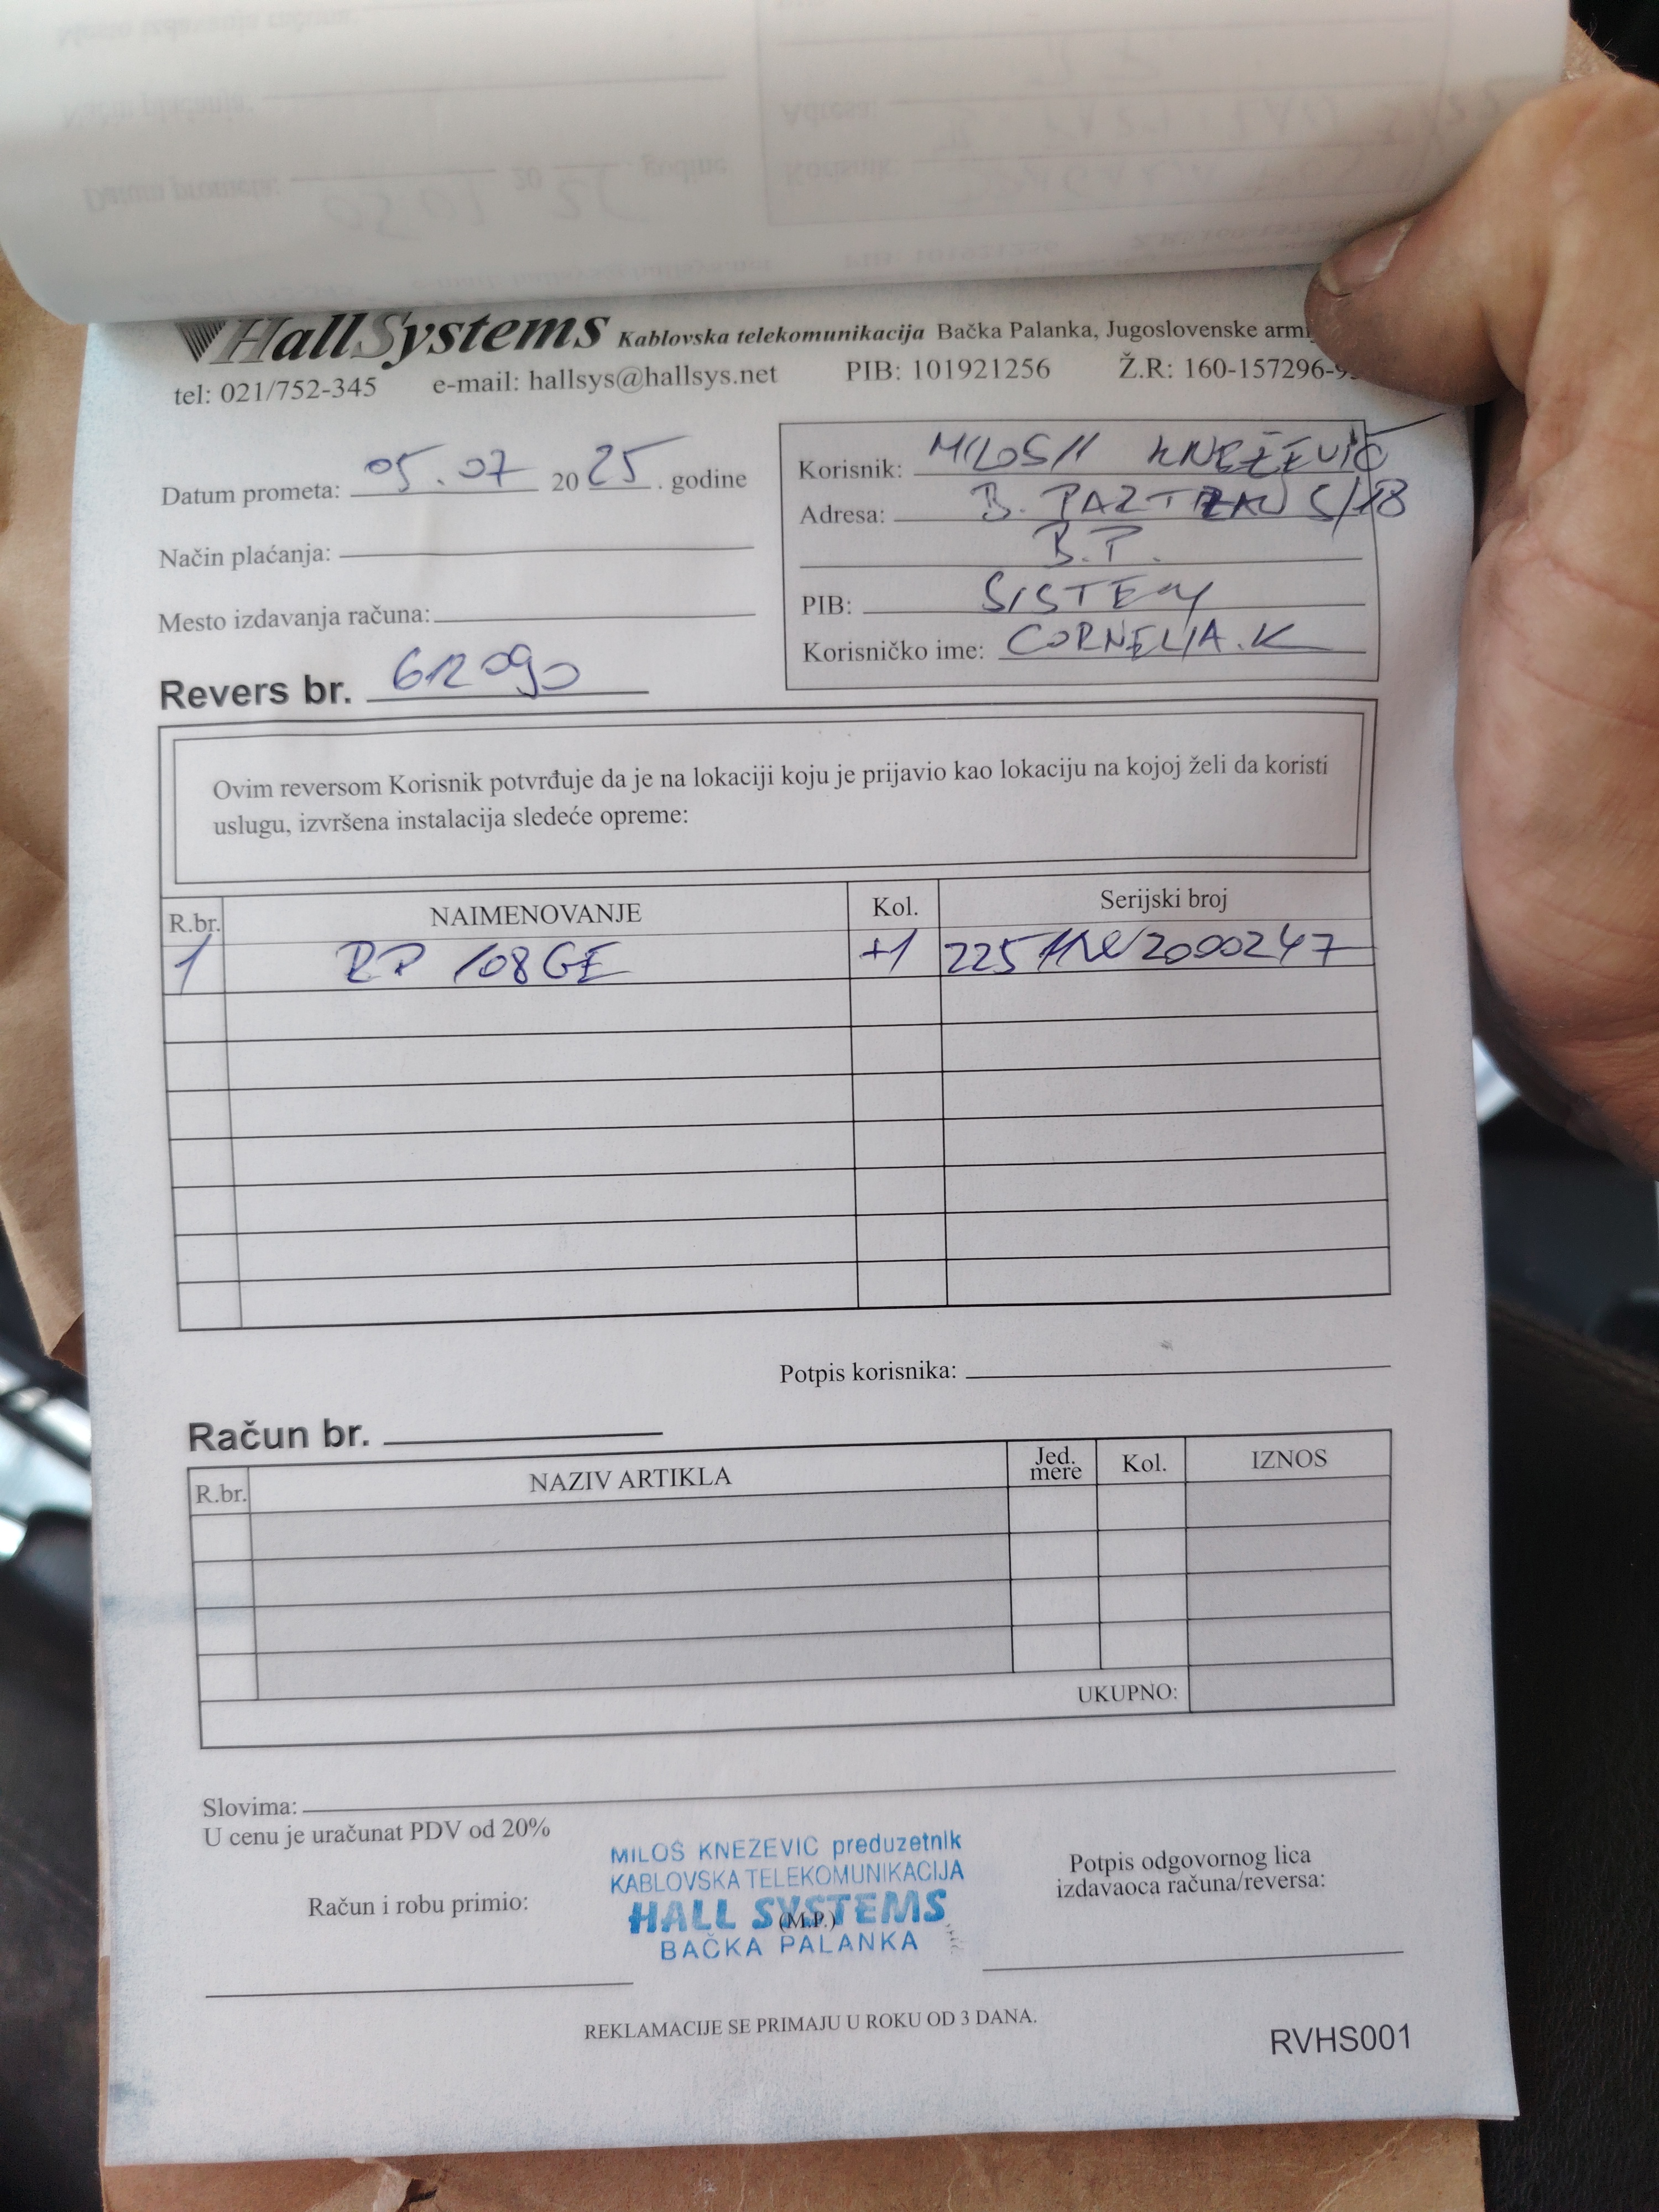 HallSystems Kablovska telekomunikacija Bačka Palanka, Jugoslovenske
tel: 021/752-345 e-mail: hallsys@hallsys.net PIB: 101921256 Ž.R: 160-157296-
Datum prometa: 05.07 2025. godine
Način plaćanja:
Mesto izdavanja računa:
Revers br. 612090
Korisnik: KNEŽEVIĆ
Adresa: B.
B.P.
PIB: SISTEM
Korisničko ime: CORNELIA.K
Ovim reversom Korisnik potvrđuje da je na lokaciji koju je prijavio kao lokaciju na kojoj želi da koristi
uslugu, izvršena instalacija sledeće opreme:
R.br. NAIMENOVANJE Kol. Serijski broj
1 RP 108GE +1
Potpis korisnika:
Račun br.
R.br. NAZIV ARTIKLA Jed. mere Kol. IZNOS
UKUPNO:
Slovima:
U cenu je uračunat PDV od 20%
Račun i robu primio:
MILOŠ KNEZEVIC preduzetnik
KABLOVSKA TELEKOMUNIKACIJA
HALL SYSTEMS
(M.P.)
BAČKA PALANKA
Potpis odgovornog lica
izdavaoca računa/reversa:
REKLAMACIJE SE PRIMAJU U ROKU OD 3 DANA.
RVHS001